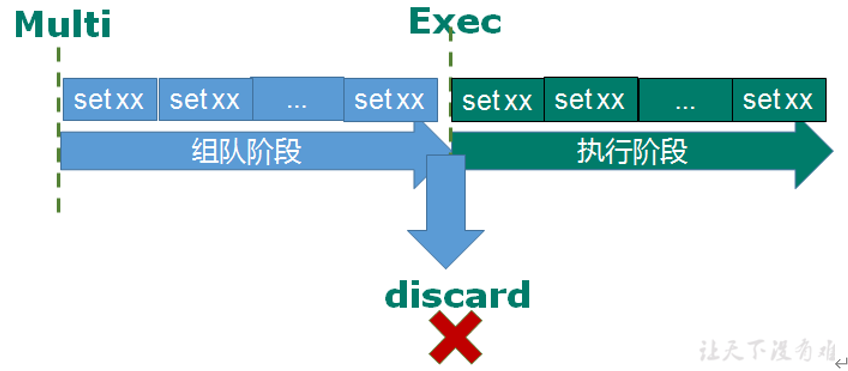 Multi
Exec
set xx set xx ... set xx set xx set xx ... set xx
组队阶段 执行阶段
discard
让天下没有难